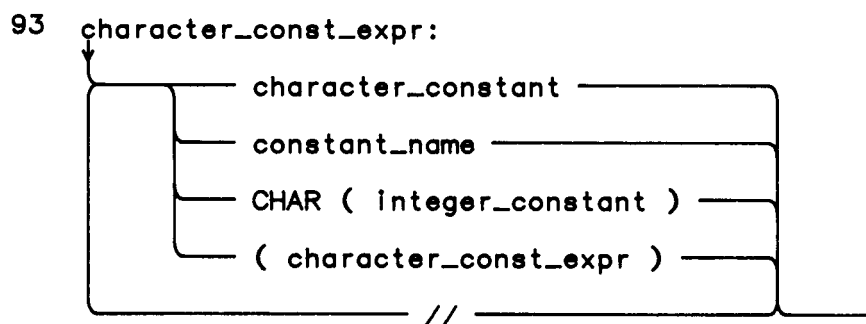 93 character_const_expr:
character_constant
constant_name
CHAR ( integer_constant )
( character_const_expr )
//